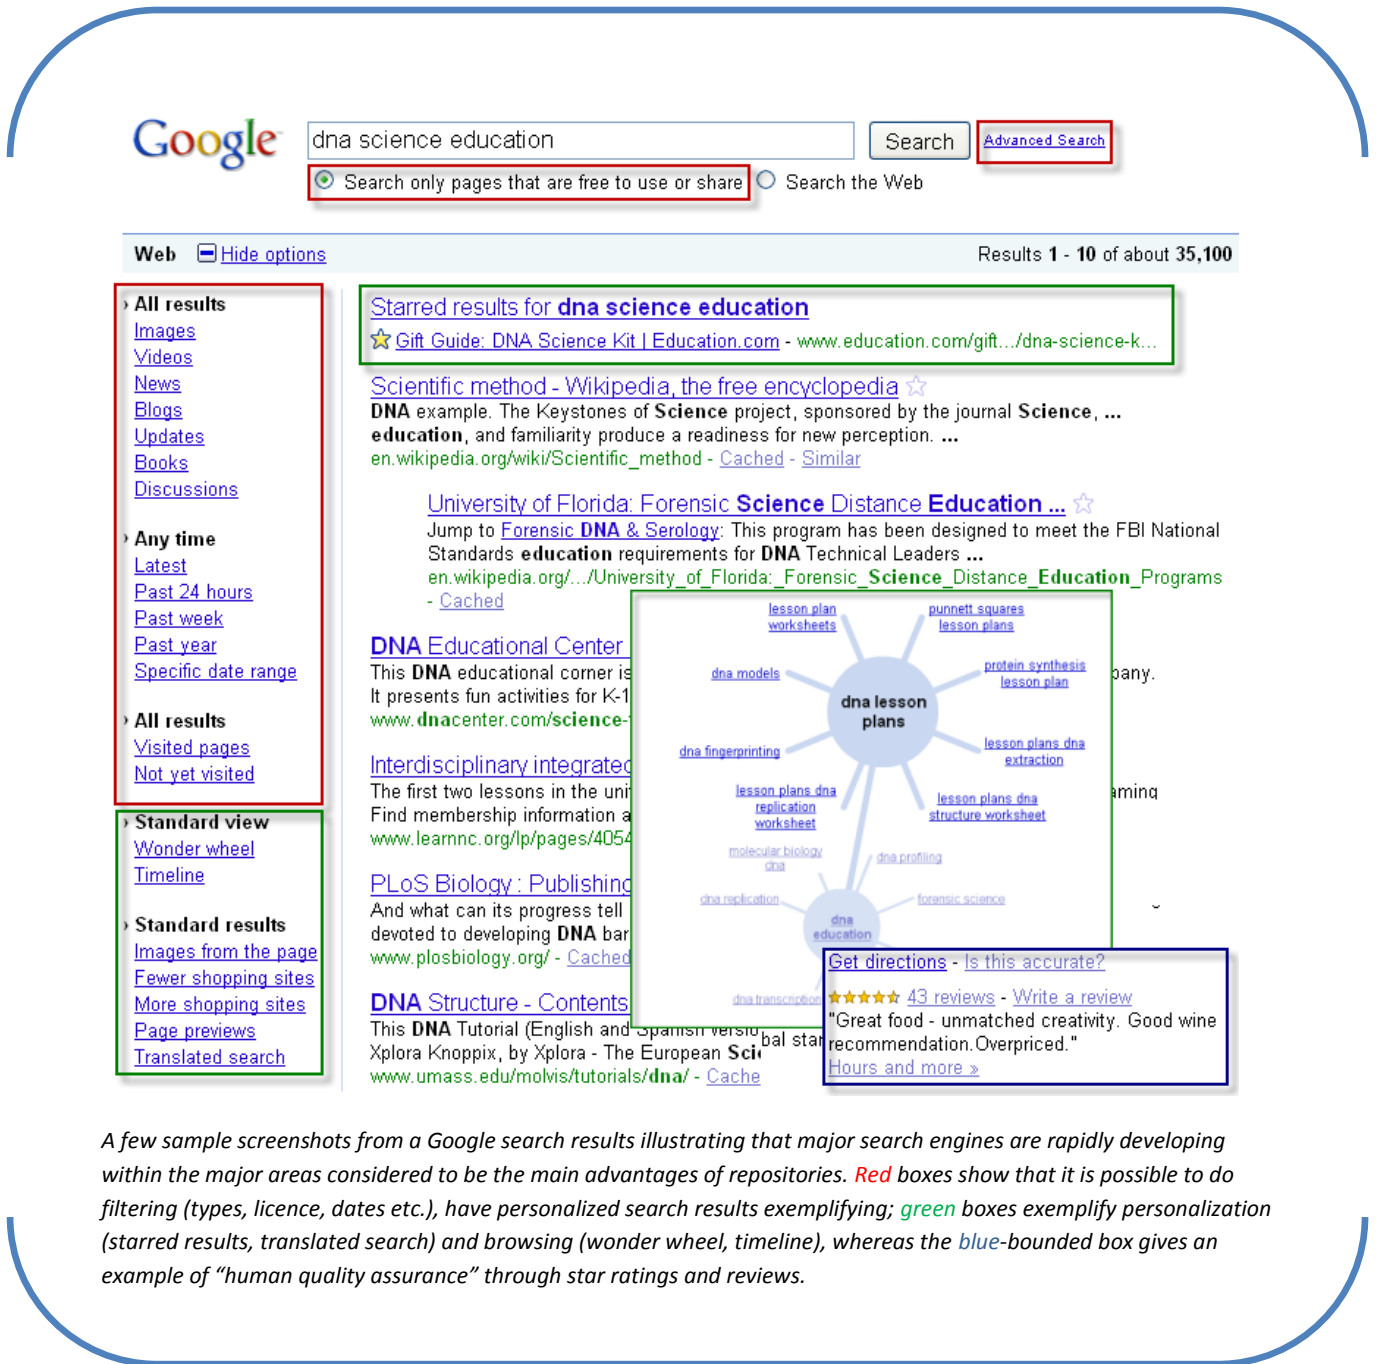 Google dna science education Search Advanced Search
Search only pages that are free to use or share Search the Web
Web Hide options Results 1 - 10 of about 35,100
All results
Images
Videos
News
Blogs
Updates
Books
Discussions
Any time
Latest
Past 24 hours
Past week
Past year
Specific date range
All results
Visited pages
Not yet visited
Standard view
Wonder wheel
Timeline
Standard results
Images from the page
Fewer shopping sites
More shopping sites
Page previews
Translated search
Starred results for dna science education
Gift Guide: DNA Science Kit | Education.com - www.education.com/gift.../dna-science-k...
Scientific method - Wikipedia, the free encyclopedia
DNA example. The Keystones of Science project, sponsored by the journal Science, ...
education, and familiarity produce a readiness for new perception. ...
en.wikipedia.org/wiki/Scientific_method - Cached - Similar
University of Florida: Forensic Science Distance Education ...
Jump to Forensic DNA & Serology: This program has been designed to meet the FBI National
Standards education requirements for DNA Technical Leaders ...
en.wikipedia.org/.../University_of_Florida:_Forensic_Science_Distance_Education_Programs
- Cached
DNA Educational Center
This DNA educational corner is pany.
It presents fun activities for K-1
www.dnacenter.com/science-
Interdisciplinary integrated
The first two lessons in the uni aming
Find membership information a
www.learnnc.org/lp/pages/4054
PLoS Biology : Publishing
And what can its progress tell
devoted to developing DNA bar
www.plosbiology.org/ - Cached
DNA Structure - Contents
This DNA Tutorial (English and Spanish versio bal star
Xplora Knoppix, by Xplora - The European Sci
www.umass.edu/molvis/tutorials/dna/ - Cache
lesson plan
worksheets
punnett squares
lesson plans
dna models
protein synthesis
lesson plan
dna lesson
plans
dna fingerprinting
lesson plans dna
extraction
lesson plans dna
replication
worksheet
lesson plans dna
structure worksheet
molecular biology
dna
dna profiling
dna replication
forensic science
dna
education
dna transcription
Get directions - Is this accurate?
43 reviews - Write a review
"Great food - unmatched creativity. Good wine
recommendation.Overpriced."
Hours and more »
A few sample screenshots from a Google search results illustrating that major search engines are rapidly developing
within the major areas considered to be the main advantages of repositories. Red boxes show that it is possible to do
filtering (types, licence, dates etc.), have personalized search results exemplifying; green boxes exemplify personalization
(starred results, translated search) and browsing (wonder wheel, timeline), whereas the blue-bounded box gives an
example of “human quality assurance” through star ratings and reviews.